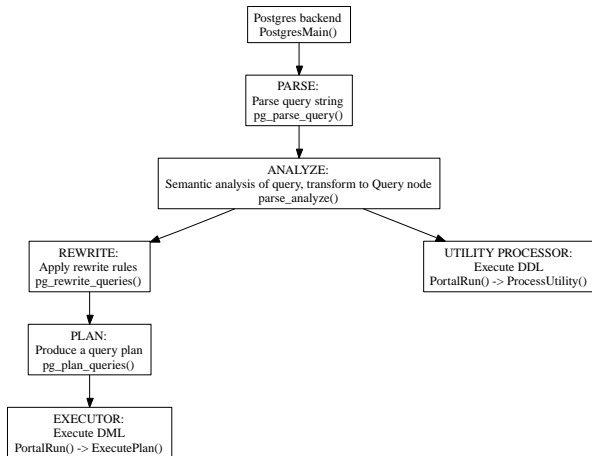 Postgres backend
PostgresMain()
PARSE:
Parse query string
pg_parse_query()
ANALYZE:
Semantic analysis of query, transform to Query node
parse_analyze()
REWRITE:
Apply rewrite rules
pg_rewrite_queries()
UTILITY PROCESSOR:
Execute DDL
PortalRun() -> ProcessUtility()
PLAN:
Produce a query plan
pg_plan_queries()
EXECUTOR:
Execute DML
PortalRun() -> ExecutePlan()